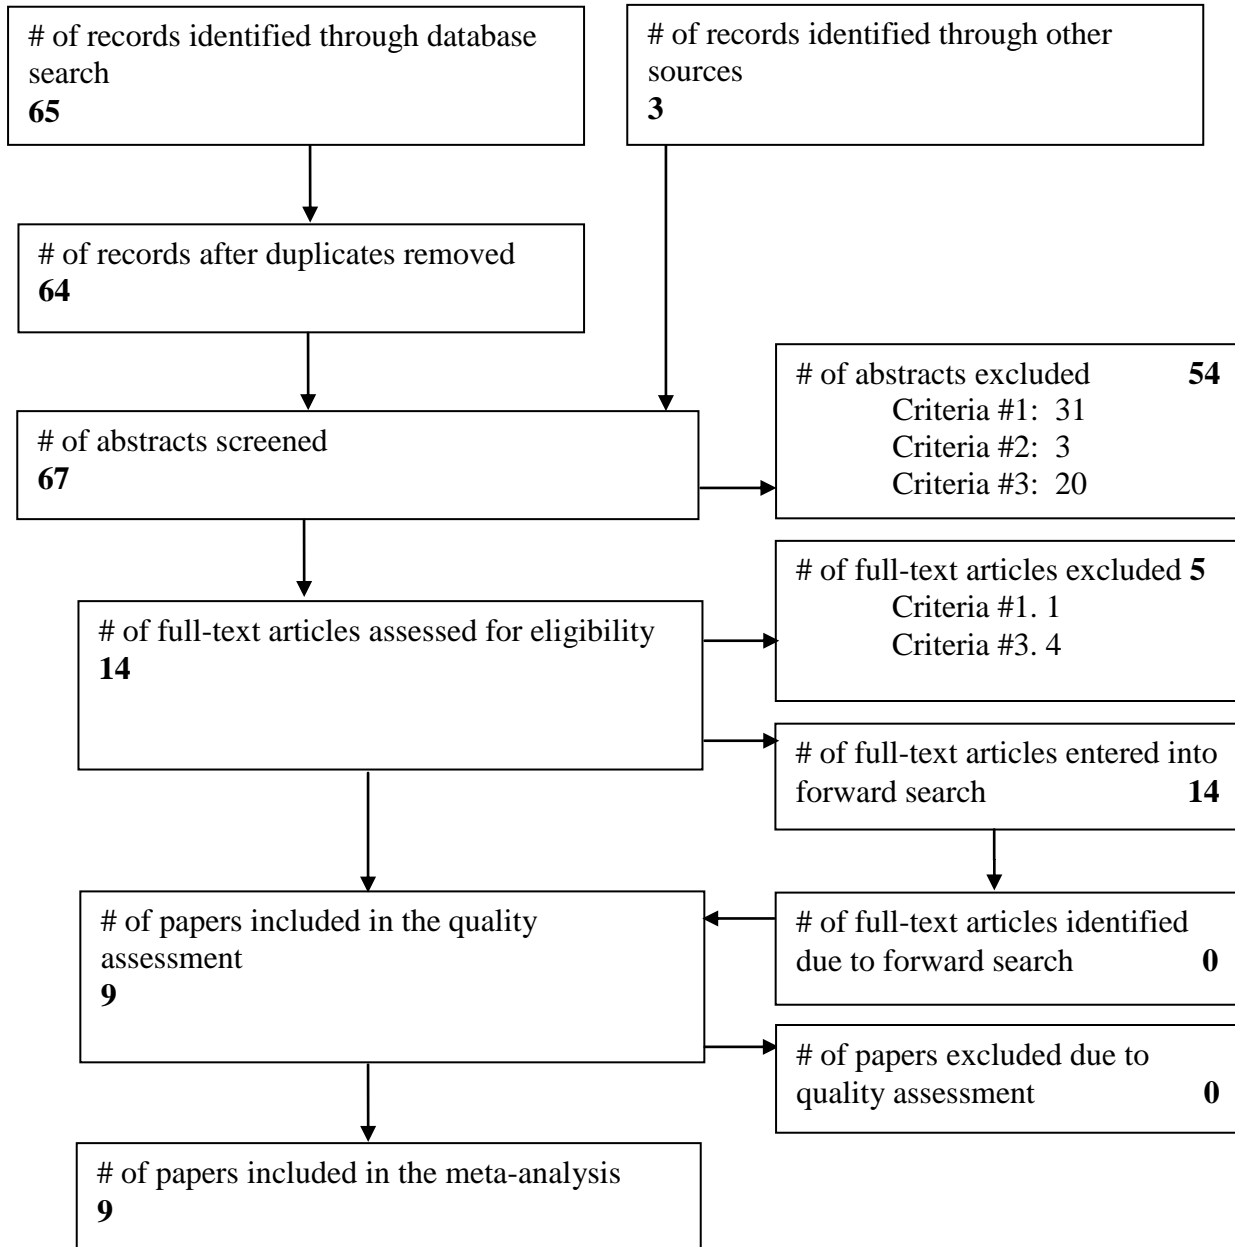 # of records identified through database
search
65
# of records identified through other
sources
3
# of records after duplicates removed
64
# of abstracts excluded 54
Criteria #1: 31
Criteria #2: 3
Criteria #3: 20
# of abstracts screened
67
# of full-text articles excluded 5
Criteria #1. 1
Criteria #3. 4
# of full-text articles assessed for eligibility
14
# of full-text articles entered into
forward search 14
# of papers included in the quality
assessment
9
# of full-text articles identified
due to forward search 0
# of papers excluded due to
quality assessment 0
# of papers included in the meta-analysis
9